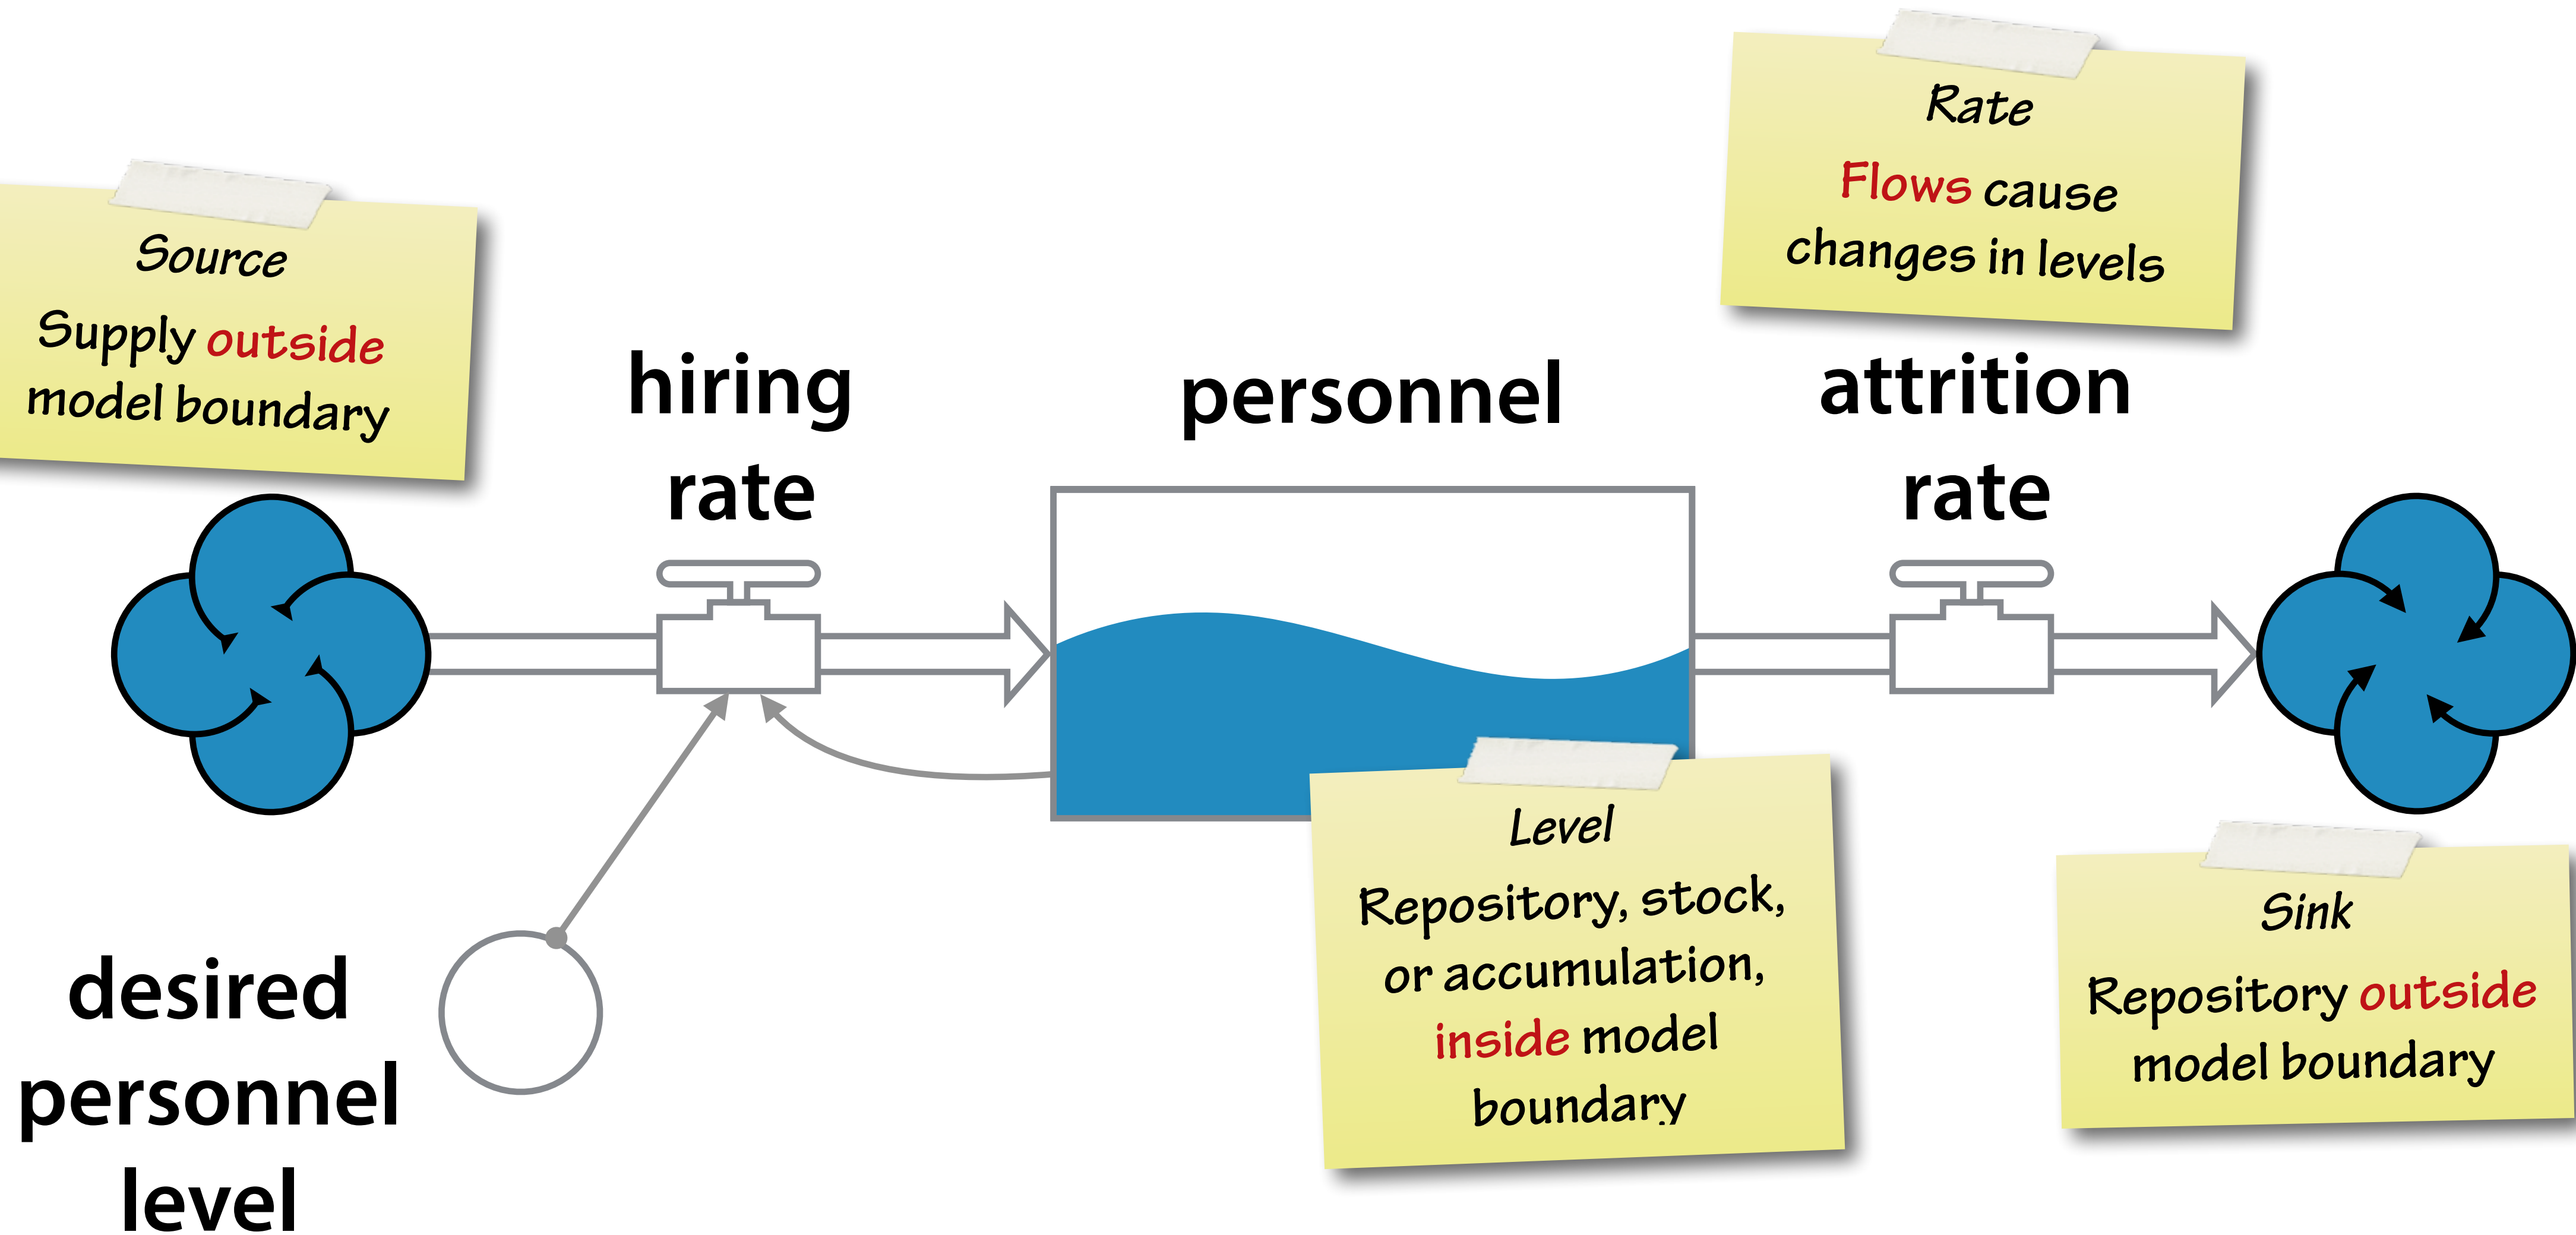 Source
Supply outside
model boundary
hiring
rate
personnel
Rate
Flows cause
changes in levels
attrition
rate
desired
personnel
level
Level
Repository, stock,
or accumulation,
inside model
boundary
Sink
Repository outside
model boundary